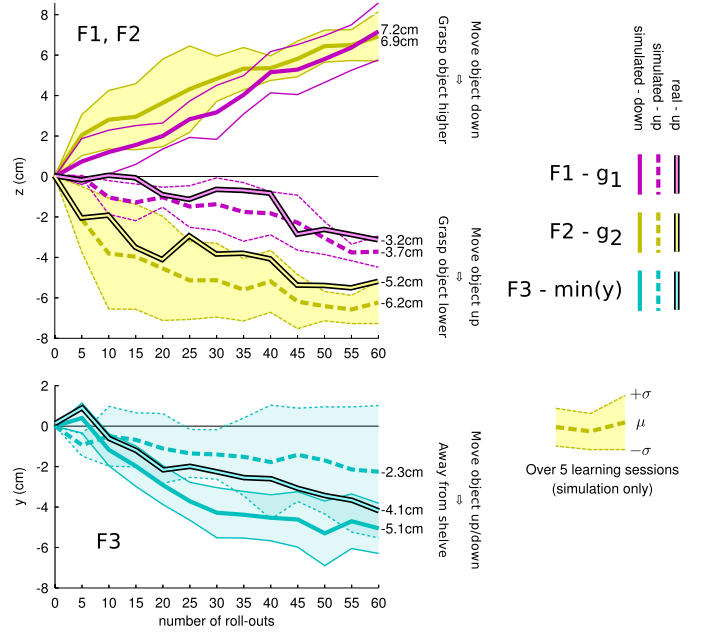 F1, F2
z (cm)
8
6
4
2
0
-2
-4
-6
-8
0 5 10 15 20 25 30 35 40 45 50 55 60
7.2cm
6.9cm
-3.2cm
-3.7cm
-5.2cm
-6.2cm
Grasp object higher
⇨
Move object down
Grasp object lower
⇨
Move object up
simulated - down
simulated - up
real - up
F1 - g1
F2 - g2
F3 - min(y)
F3
y (cm)
2
0
-2
-4
-6
-8
0 5 10 15 20 25 30 35 40 45 50 55 60
number of roll-outs
-2.3cm
-4.1cm
-5.1cm
Away from shelve
⇨
Move object up/down
+σ
μ
−σ
Over 5 learning sessions
(simulation only)